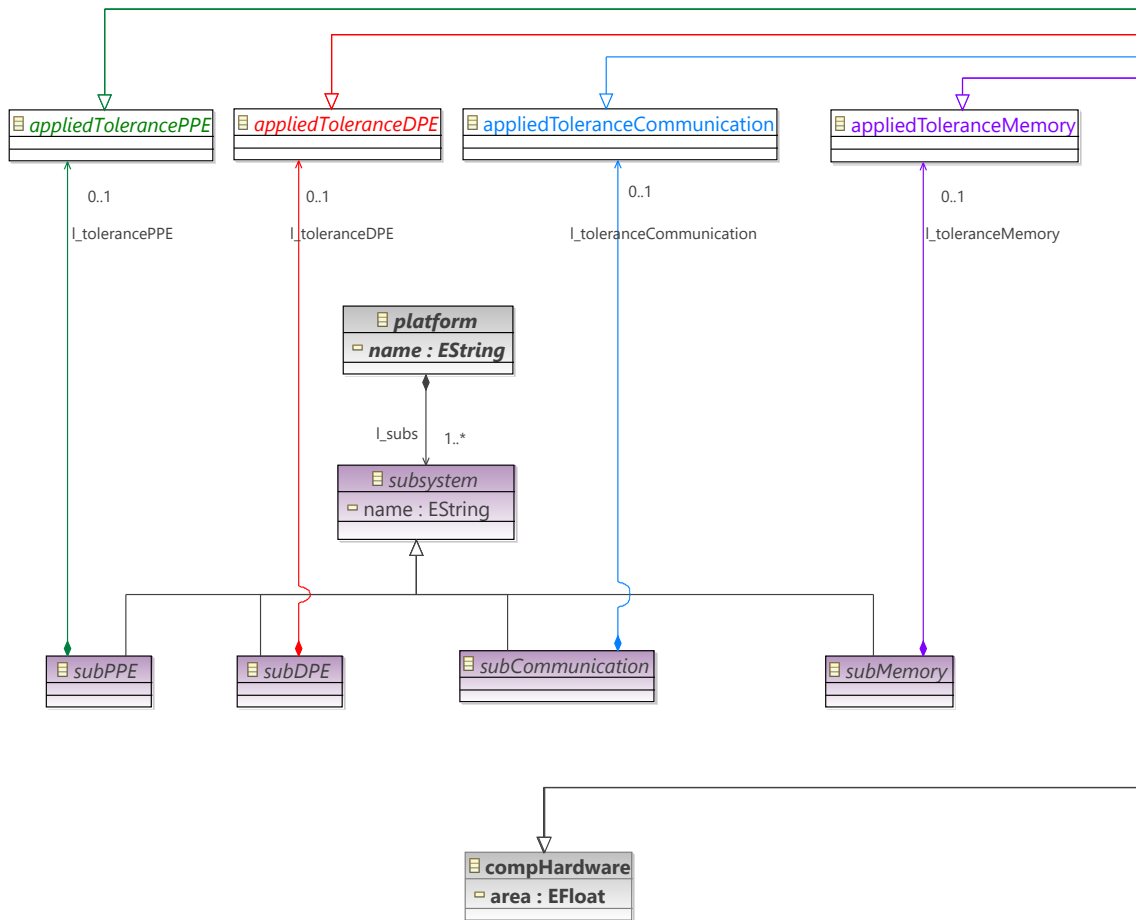 appliedTolerancePPE
appliedToleranceDPE
appliedToleranceCommunication
appliedToleranceMemory
0..1
0..1
0..1
0..1
l_tolerancePPE
l_toleranceDPE
l_toleranceCommunication
l_toleranceMemory
platform
name : EString
l_subs
1..*
subsystem
name : EString
subPPE
subDPE
subCommunication
subMemory
compHardware
area : EFloat